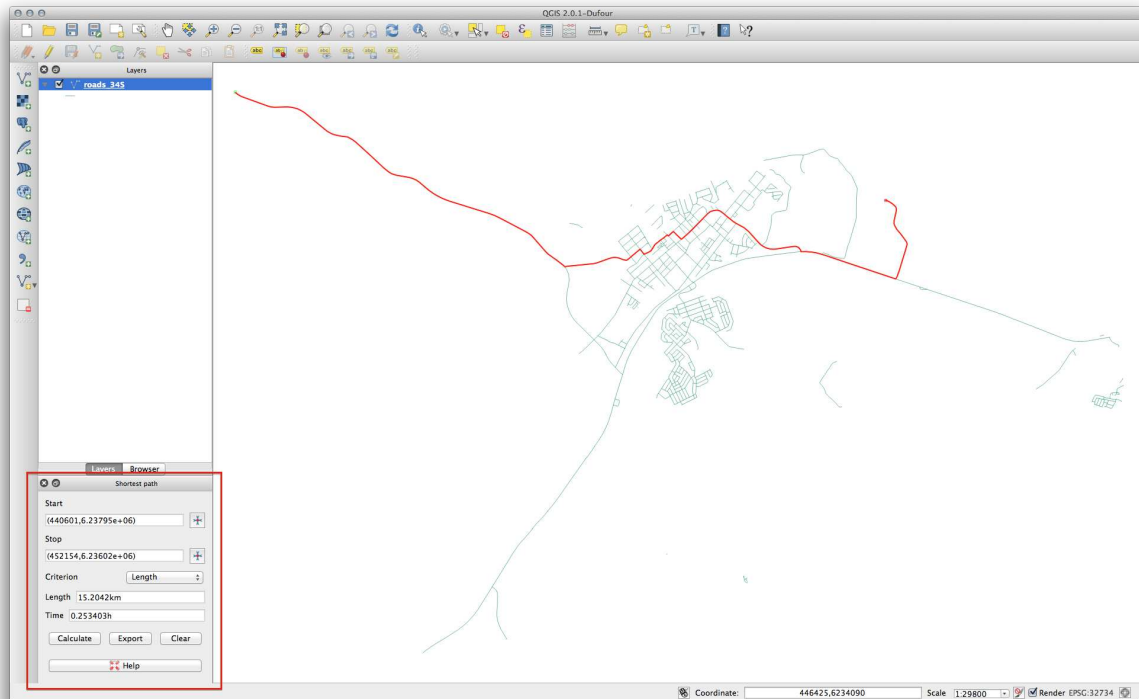 QGIS 2.0.1-Dufour
Layers
roads_345
Layers Browser
Shortest path
Start
(440601,6.23795e+06)
Stop
(452154,6.23602e+06)
Criterion Length
Length 15.2042km
Time 0.253403h
Calculate Export Clear
Help
Coordinate: 446425,6234090 Scale 1:29800 Render EPSG:32734